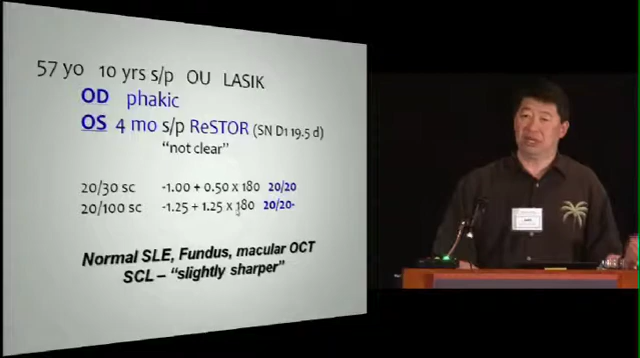 57 yo 10 yrs s/p OU LASIK
OD phakic
OS 4 mo s/p ReSTOR (SN D1 19.5 d)
"not clear"
20/30 sc -1.00 + 0.50 x 180 20/20
20/100 sc -1.25 + 1.25 x 180 20/20-
Normal SLE, Fundus, macular OCT
SCL – "slightly sharper"